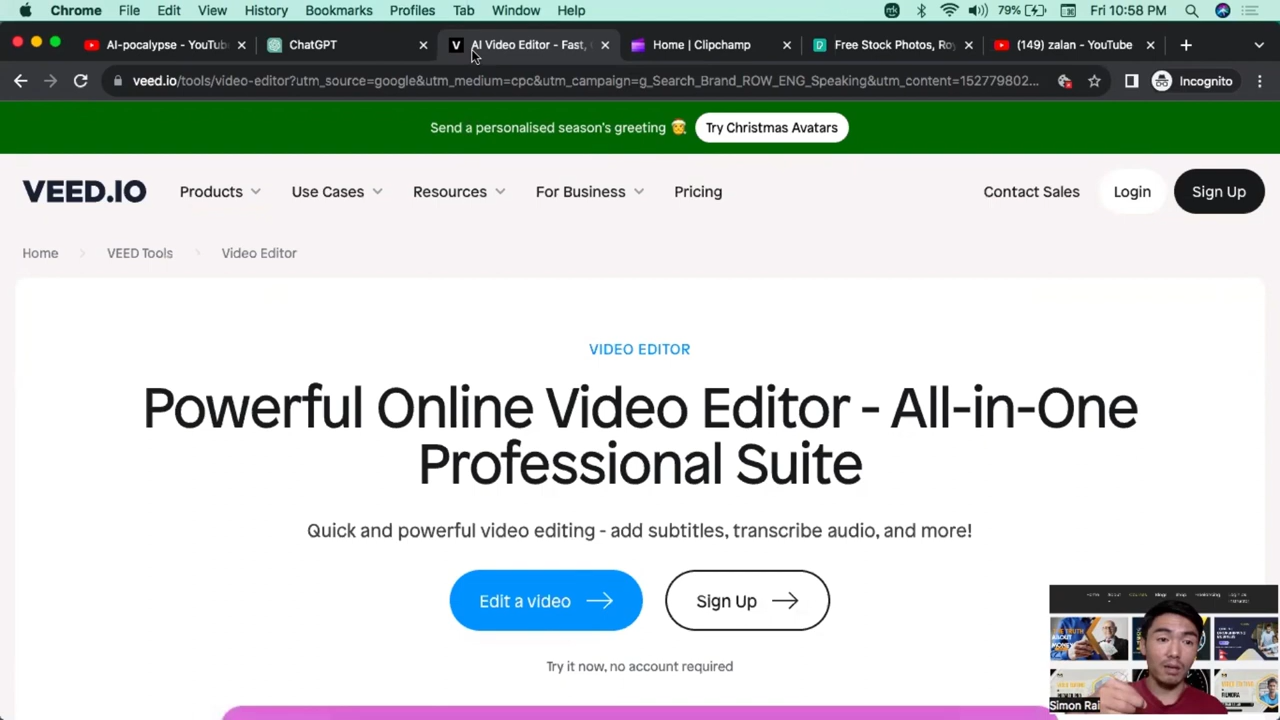 Chrome File Edit View History Bookmarks Profiles Tab Window Help 79% Fri 10:58 PM
AI-pocalypse - YouTub ChatGPT AI Video Editor - Fast, Home | Clipchamp Free Stock Photos, Roy (149) zalan - YouTube
veed.io/tools/video-editor?utm_source=google&utm_medium=cpc&utm_campaign=g_Search_Brand_ROW_ENG_Speaking&utm_content=152779802... Incognito
Send a personalised season's greeting Try Christmas Avatars
VEED.IO Products Use Cases Resources For Business Pricing Contact Sales Login Sign Up
Home VEED Tools Video Editor
VIDEO EDITOR
Powerful Online Video Editor - All-in-One
Professional Suite
Quick and powerful video editing - add subtitles, transcribe audio, and more!
Edit a video Sign Up
Try it now, no account required
Simon Rai